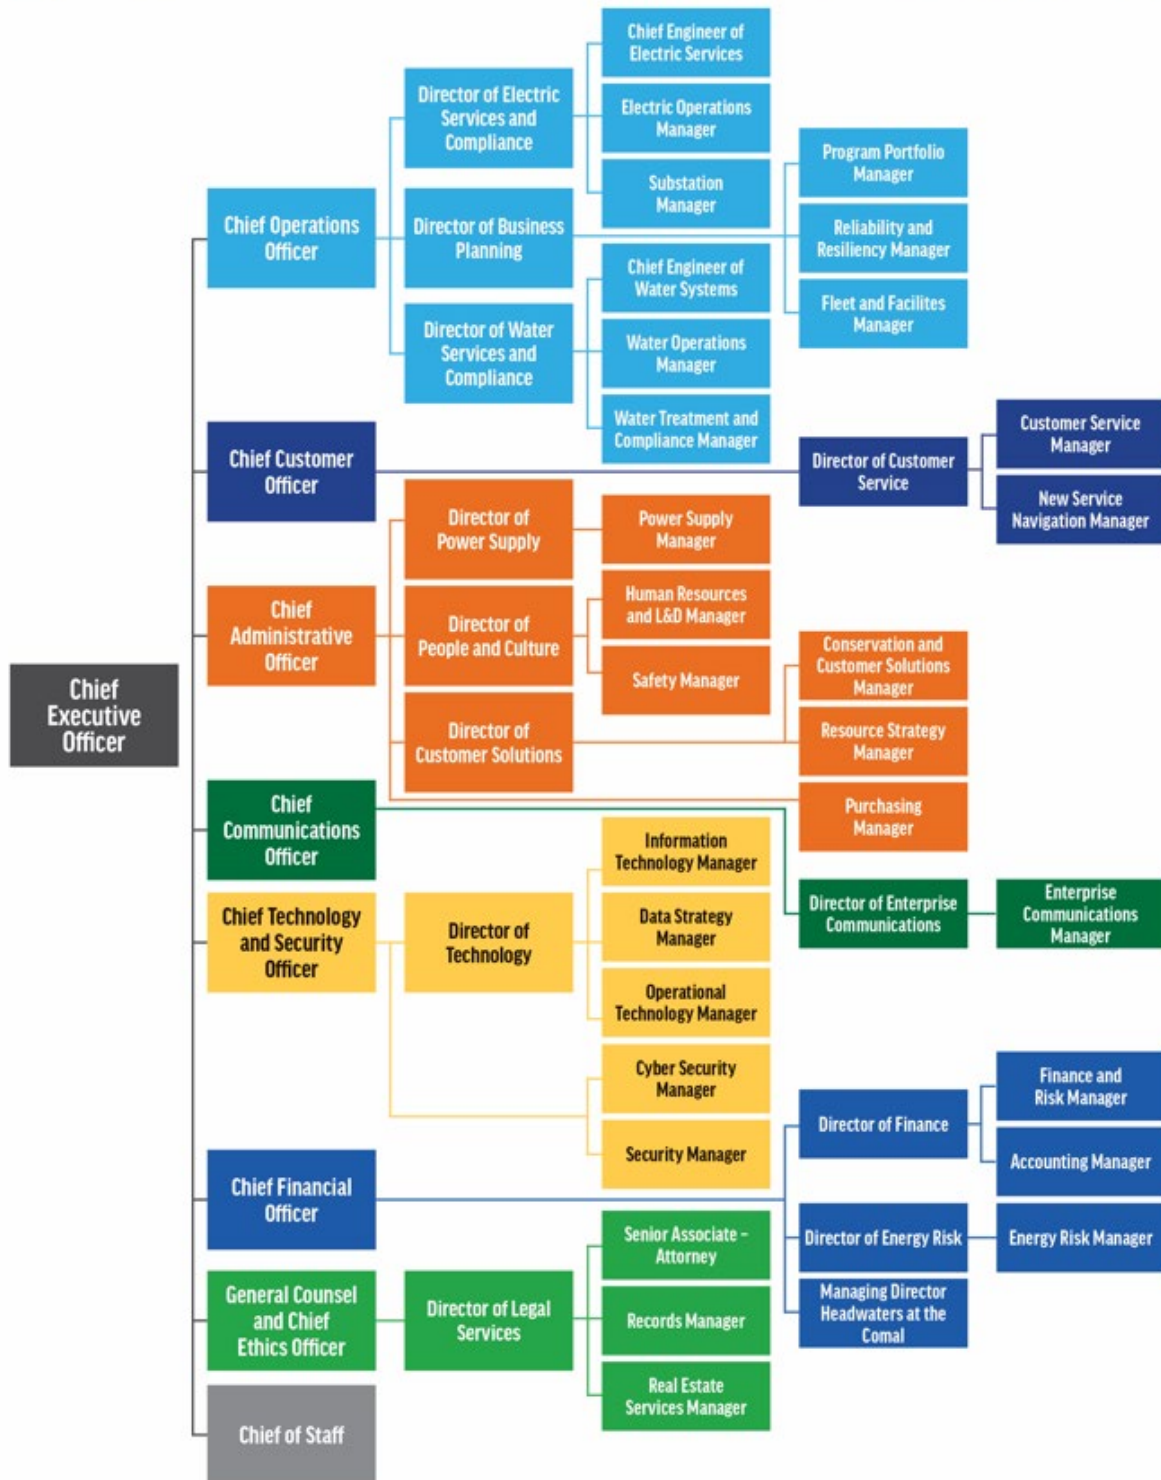 Chief
Executive
Officer
Chief Operations
Officer
Director of Electric
Services and
Compliance
Chief Engineer of
Electric Services
Electric Operations
Manager
Substation
Manager
Director of Business
Planning
Program Portfolio
Manager
Reliability and
Resiliency Manager
Fleet and Facilites
Manager
Director of Water
Services and
Compliance
Chief Engineer of
Water Systems
Water Operations
Manager
Water Treatment and
Compliance Manager
Chief Customer
Officer
Director of Customer
Service
Customer Service
Manager
New Service
Navigation Manager
Chief
Administrative
Officer
Director of
Power Supply
Power Supply
Manager
Director of
People and Culture
Human Resources
and L&D Manager
Safety Manager
Director of
Customer Solutions
Conservation and
Customer Solutions
Manager
Resource Strategy
Manager
Purchasing
Manager
Chief
Communications
Officer
Director of Enterprise
Communications
Enterprise
Communications
Manager
Chief Technology
and Security
Officer
Director of
Technology
Information
Technology Manager
Data Strategy
Manager
Operational
Technology Manager
Cyber Security
Manager
Security Manager
Chief Financial
Officer
Director of Finance
Finance and
Risk Manager
Accounting Manager
Director of Energy Risk
Energy Risk Manager
Managing Director
Headwaters at the
Comal
General Counsel
and Chief
Ethics Officer
Director of Legal
Services
Senior Associate –
Attorney
Records Manager
Real Estate
Services Manager
Chief of Staff